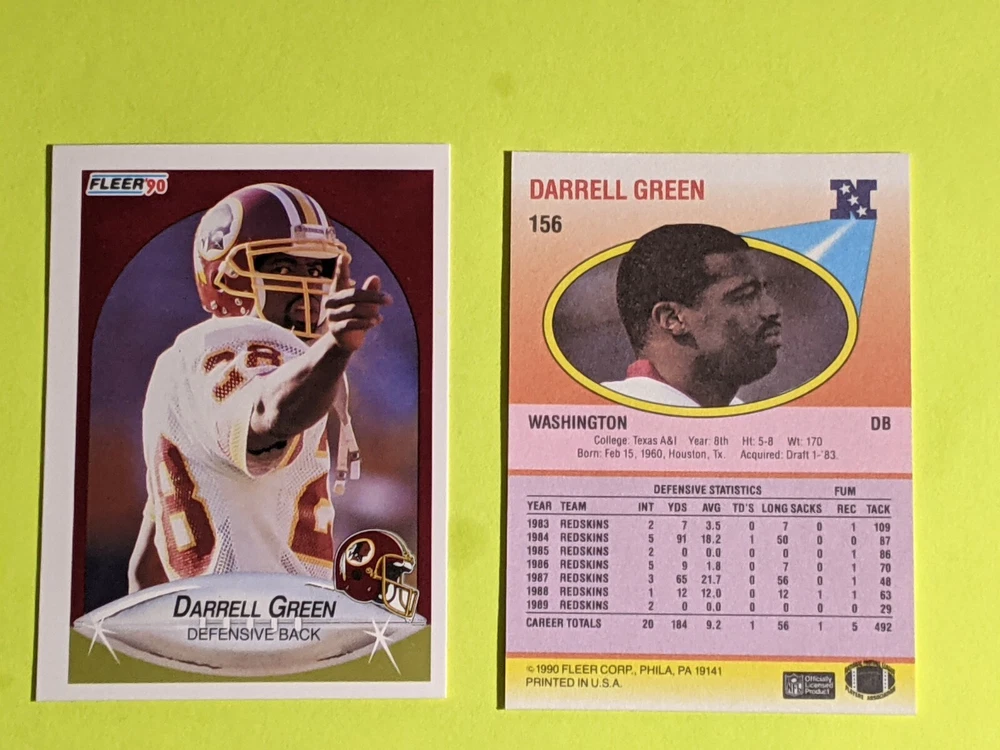 FLEER '90
28
28
DARRELL GREEN
DEFENSIVE BACK
DARRELL GREEN
156
N
WASHINGTON DB
College: Texas A&I Year: 8th Ht: 5-8 Wt: 170
Born: Feb 15, 1960, Houston, Tx. Acquired: Draft 1-'83.
DEFENSIVE STATISTICS FUM
YEAR TEAM INT YDS AVG TD'S LONG SACKS REC TACK
1983 REDSKINS 2 7 3.5 0 7 0 1 109
1984 REDSKINS 5 91 18.2 1 50 0 0 87
1985 REDSKINS 2 0 0.0 0 0 0 1 86
1986 REDSKINS 5 9 1.8 0 7 0 1 70
1987 REDSKINS 3 65 21.7 0 56 0 1 48
1988 REDSKINS 1 12 12.0 0 12 1 1 63
1989 REDSKINS 2 0 0.0 0 0 0 0 29
CAREER TOTALS 20 184 9.2 1 56 1 5 492
©1990 FLEER CORP., PHILA, PA 19141
PRINTED IN U.S.A.
NFL
Officially
Licensed
Product